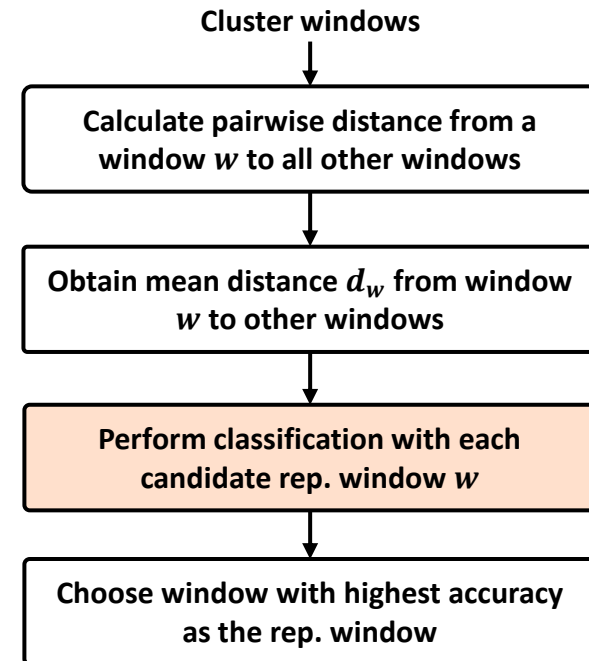 Cluster windows
Calculate pairwise distance from a
window w to all other windows
Obtain mean distance d_w from window
w to other windows
Perform classification with each
candidate rep. window w
Choose window with highest accuracy
as the rep. window